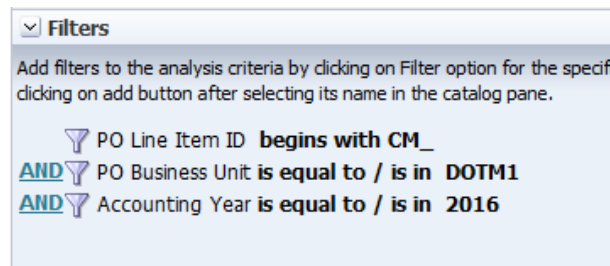 Filters
Add filters to the analysis criteria by clicking on Filter option for the specif
clicking on add button after selecting its name in the catalog pane.
PO Line Item ID begins with CM_
AND PO Business Unit is equal to / is in DOTM1
AND Accounting Year is equal to / is in 2016